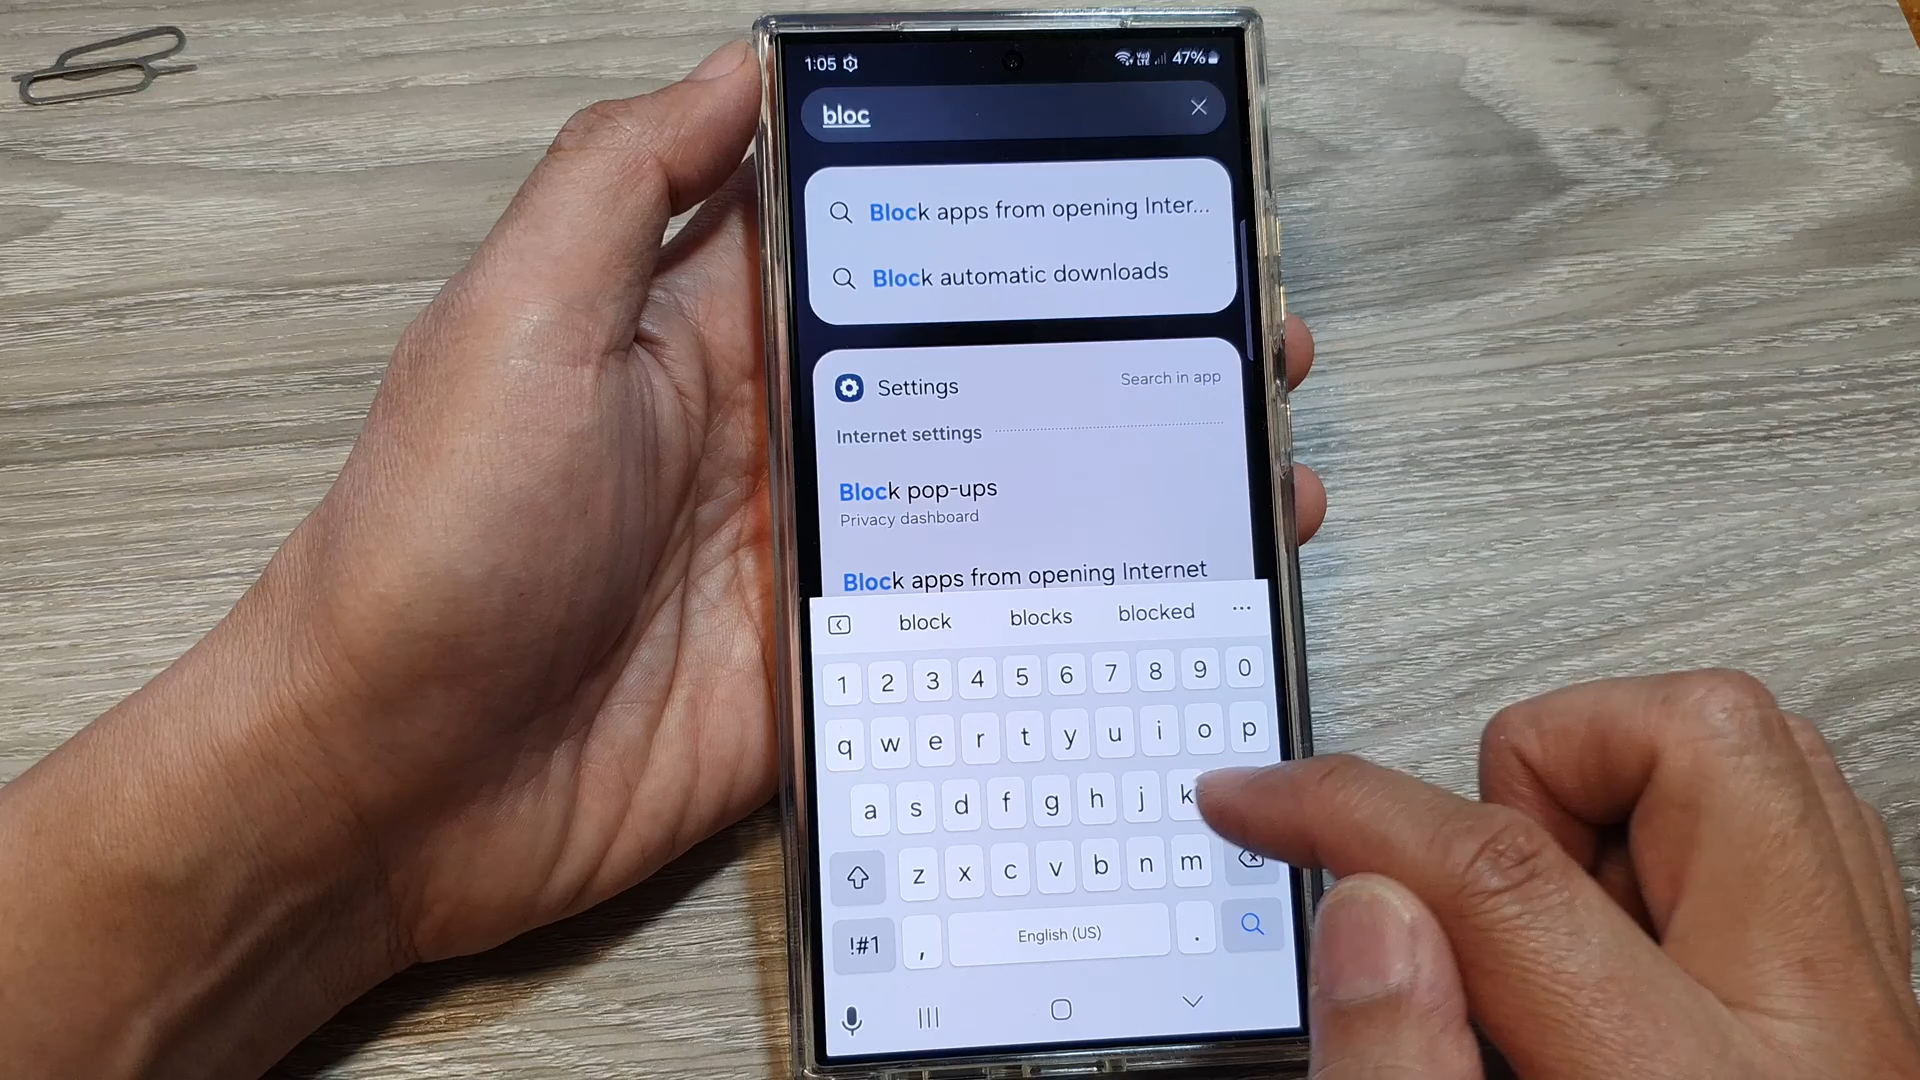 1:05 47%
bloc
Block apps from opening Inter...
Block automatic downloads
Settings Search in app
Internet settings
Block pop-ups
Privacy dashboard
Block apps from opening Internet
block blocks blocked ...
1 2 3 4 5 6 7 8 9 0
q w e r t y u i o p
a s d f g h j k
z x c v b n m
!#1 , English (US) .